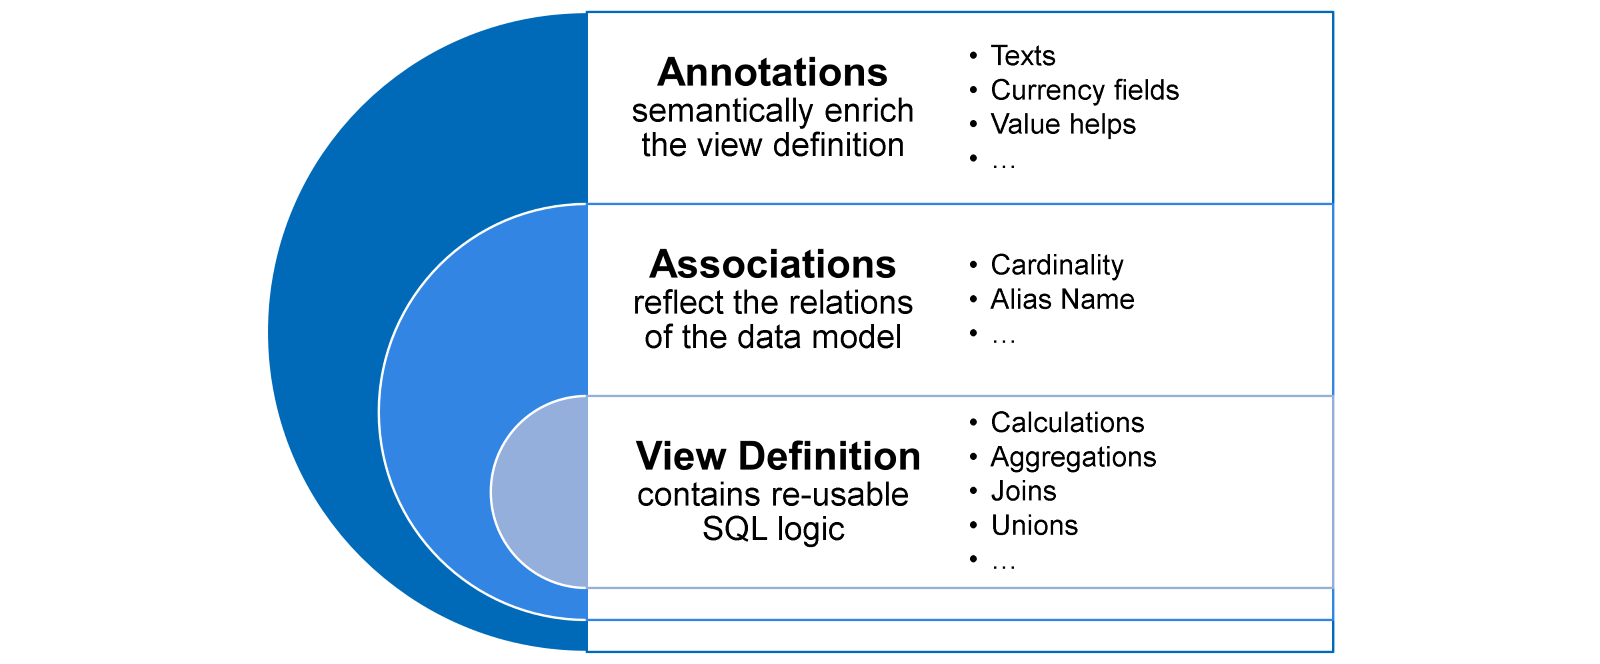 Annotations
semantically enrich
the view definition
• Texts
• Currency fields
• Value helps
• …
Associations
reflect the relations
of the data model
• Cardinality
• Alias Name
• …
View Definition
contains re-usable
SQL logic
• Calculations
• Aggregations
• Joins
• Unions
• …